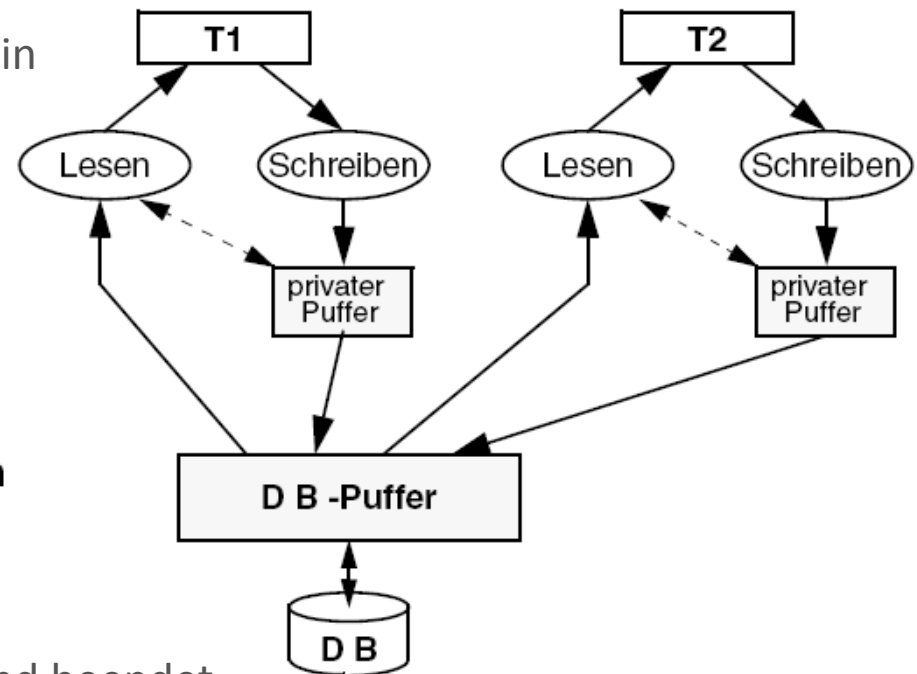 in
T1
T2
Lesen
Schreiben
Lesen
Schreiben
privater
Puffer
privater
Puffer
D B -Puffer
D B